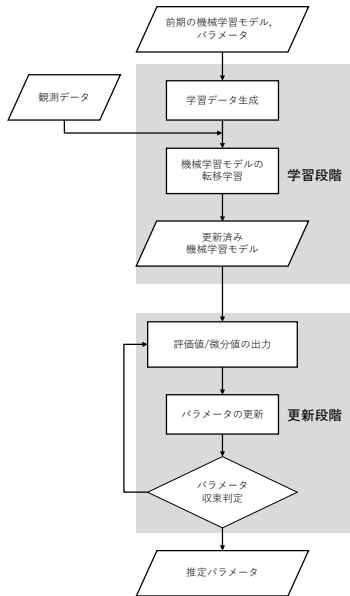 前期の機械学習モデル,
パラメータ
観測データ
学習データ生成
機械学習モデルの
転移学習
学習段階
更新済み
機械学習モデル
評価値/微分値の出力
パラメータの更新
更新段階
パラメータ
収束判定
推定パラメータ